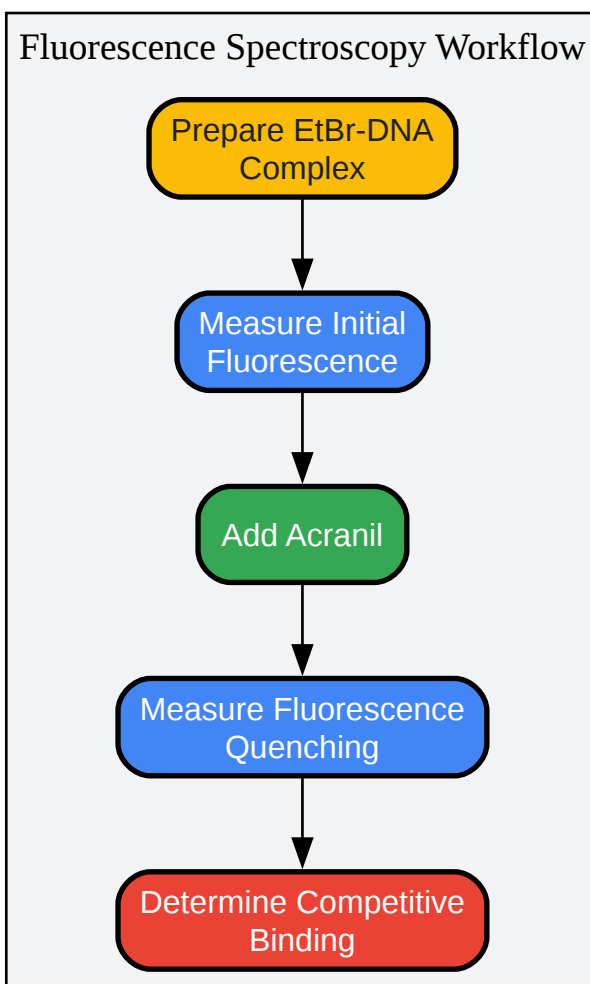 Fluorescence Spectroscopy Workflow
Prepare EtBr-DNA
Complex
Measure Initial
Fluorescence
Add Acranil
Measure Fluorescence
Quenching
Determine Competitive
Binding